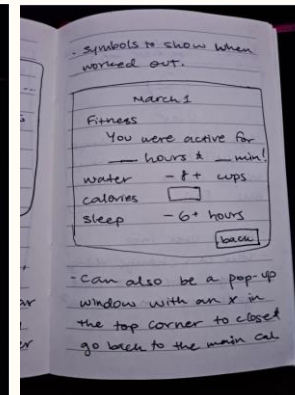 - symbols to show when
worked out.
March 1
Fitness
You were active for
__ hours & __ min!
water - 8+ cups
calories
sleep - 6+ hours
back
- can also be a pop-up
window with an x in
the top corner to close &
go back to the main cal
ar
er